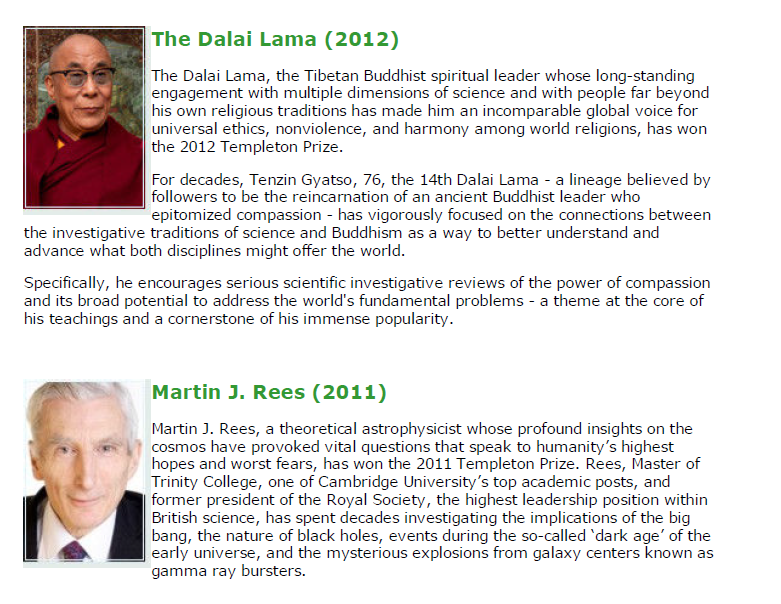 The Dalai Lama (2012)
The Dalai Lama, the Tibetan Buddhist spiritual leader whose long-standing
engagement with multiple dimensions of science and with people far beyond
his own religious traditions has made him an incomparable global voice for
universal ethics, nonviolence, and harmony among world religions, has won
the 2012 Templeton Prize.
For decades, Tenzin Gyatso, 76, the 14th Dalai Lama - a lineage believed by
followers to be the reincarnation of an ancient Buddhist leader who
epitomized compassion - has vigorously focused on the connections between
the investigative traditions of science and Buddhism as a way to better understand and
advance what both disciplines might offer the world.
Specifically, he encourages serious scientific investigative reviews of the power of compassion
and its broad potential to address the world's fundamental problems - a theme at the core of
his teachings and a cornerstone of his immense popularity.
Martin J. Rees (2011)
Martin J. Rees, a theoretical astrophysicist whose profound insights on the
cosmos have provoked vital questions that speak to humanity’s highest
hopes and worst fears, has won the 2011 Templeton Prize. Rees, Master of
Trinity College, one of Cambridge University’s top academic posts, and
former president of the Royal Society, the highest leadership position within
British science, has spent decades investigating the implications of the big
bang, the nature of black holes, events during the so-called ‘dark age’ of the
early universe, and the mysterious explosions from galaxy centers known as
gamma ray bursters.